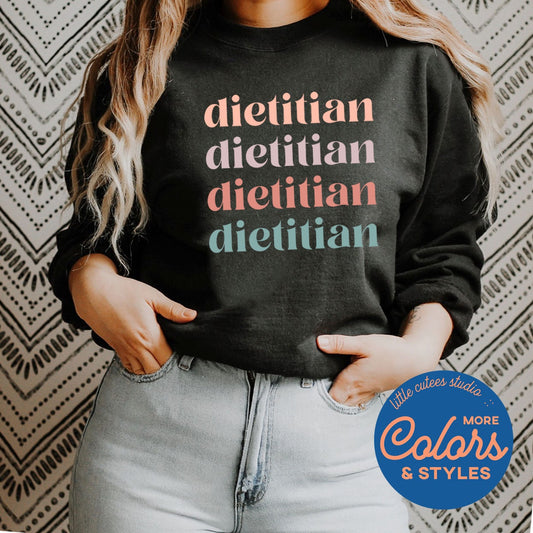 dietitian
dietitian
dietitian
dietitian
little cutees studio
MORE
Colors
& STYLES